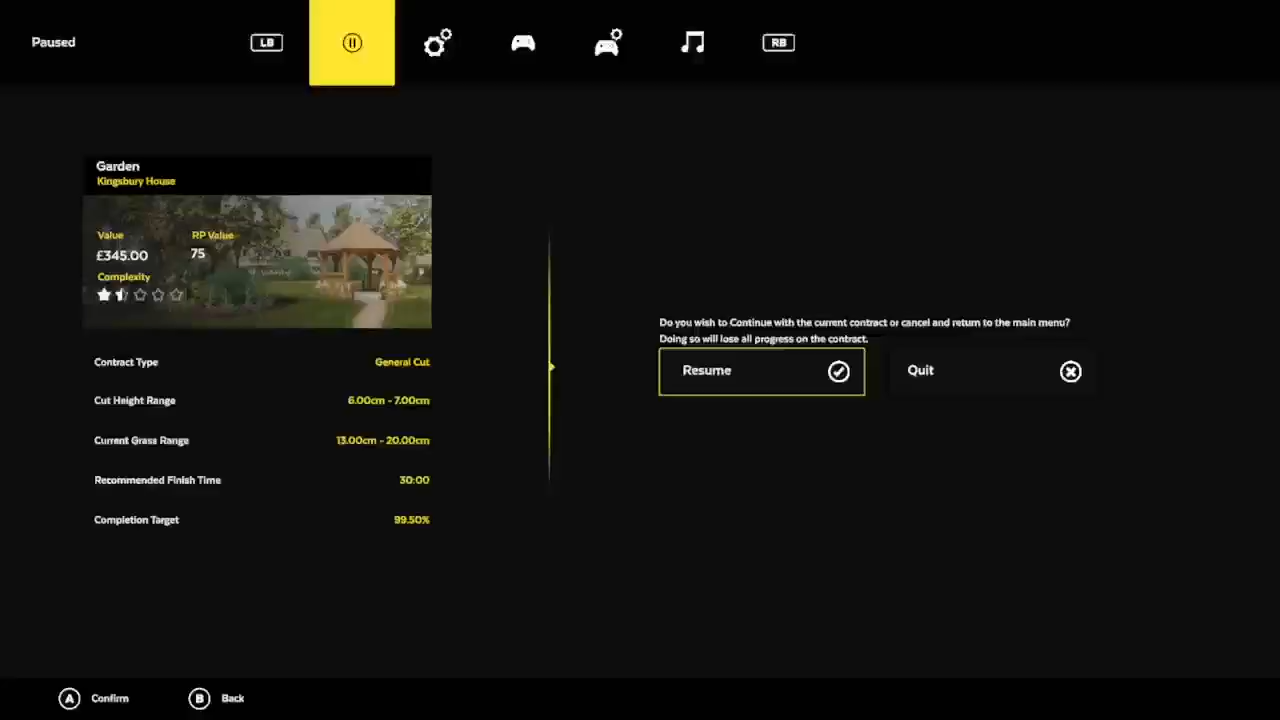 Paused
LB
RB
Garden
Kingsbury House
Value
RP Value
£345.00
75
Complexity
Contract Type
General Cut
Cut Height Range
6.00cm - 7.00cm
Current Grass Range
13.00cm - 20.00cm
Recommended Finish Time
30:00
Completion Target
99.50%
Do you wish to Continue with the current contract or cancel and return to the main menu?
Doing so will lose all progress on the contract.
Resume
Quit
A Confirm
B Back